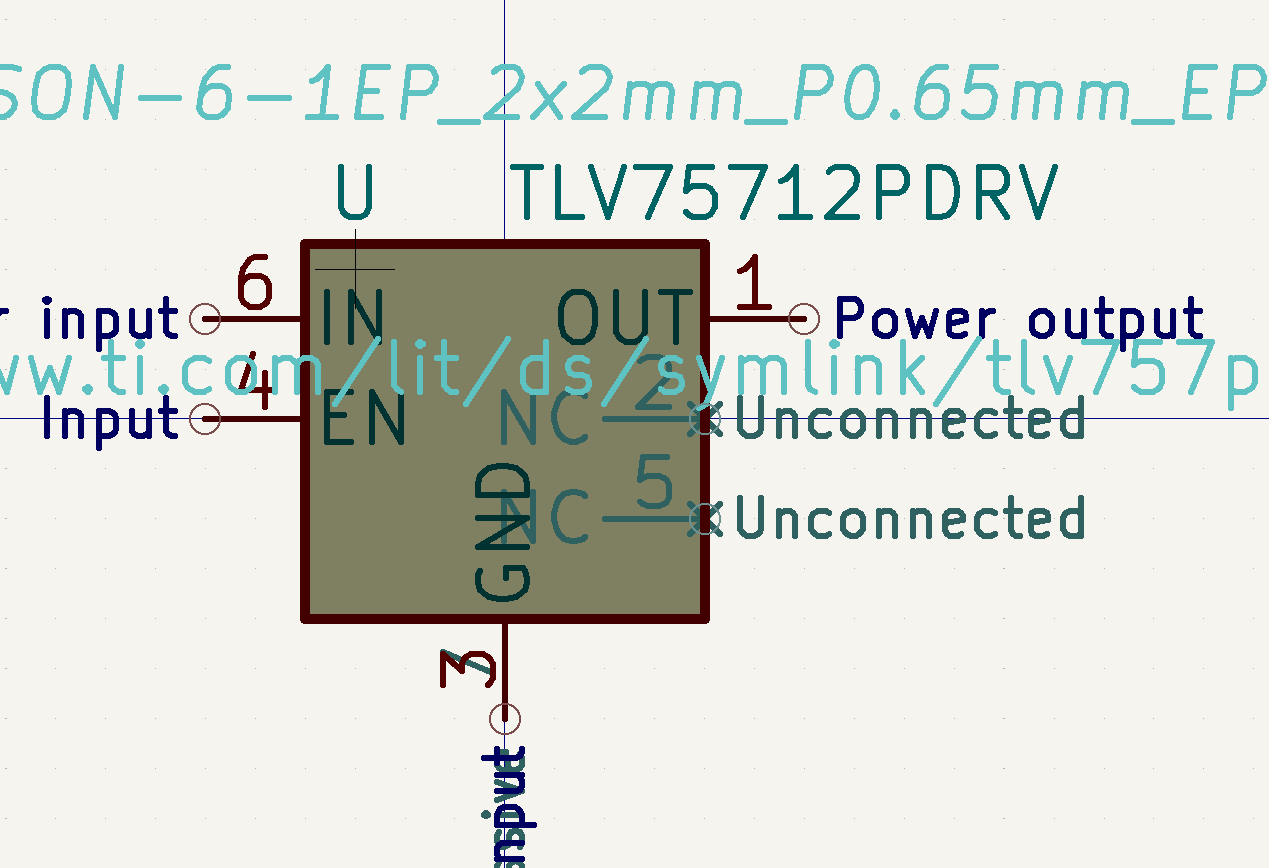 SON-6-1EP_2x2mm_P0.65mm_EP
U TLV75712PDRV
6 1
input IN OUT Power output
ww.ti.com/lit/ds/symlink/tlv757p
4 2
Input EN NC Unconnected
5
GND NC Unconnected
3
nput